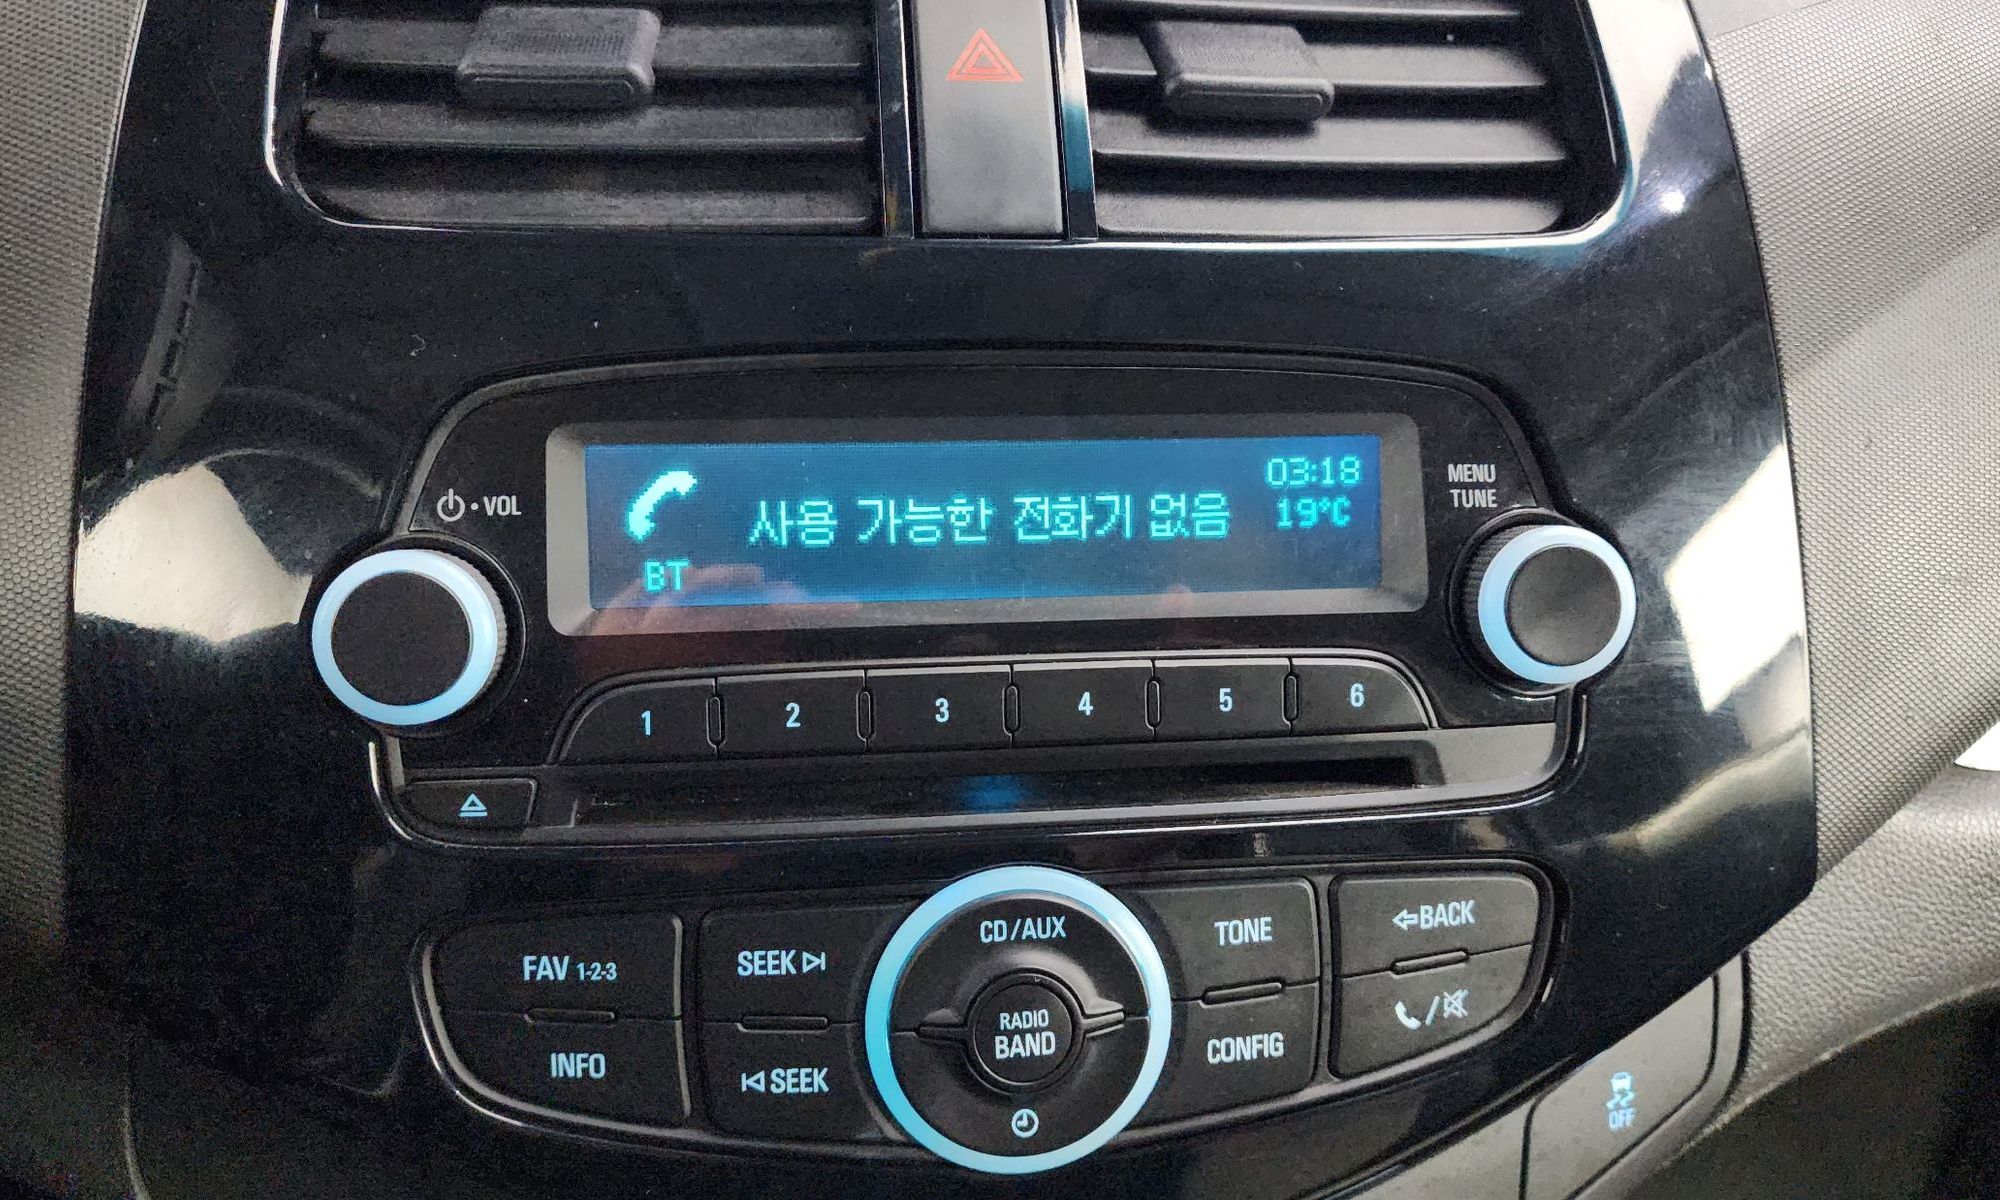 03:18
사용 가능한 전화기 없음
19°C
BT
VOL
MENU
TUNE
1 2 3 4 5 6
CD/AUX
TONE
BACK
FAV 1-2-3
SEEK
RADIO
BAND
CONFIG
INFO
SEEK
OFF